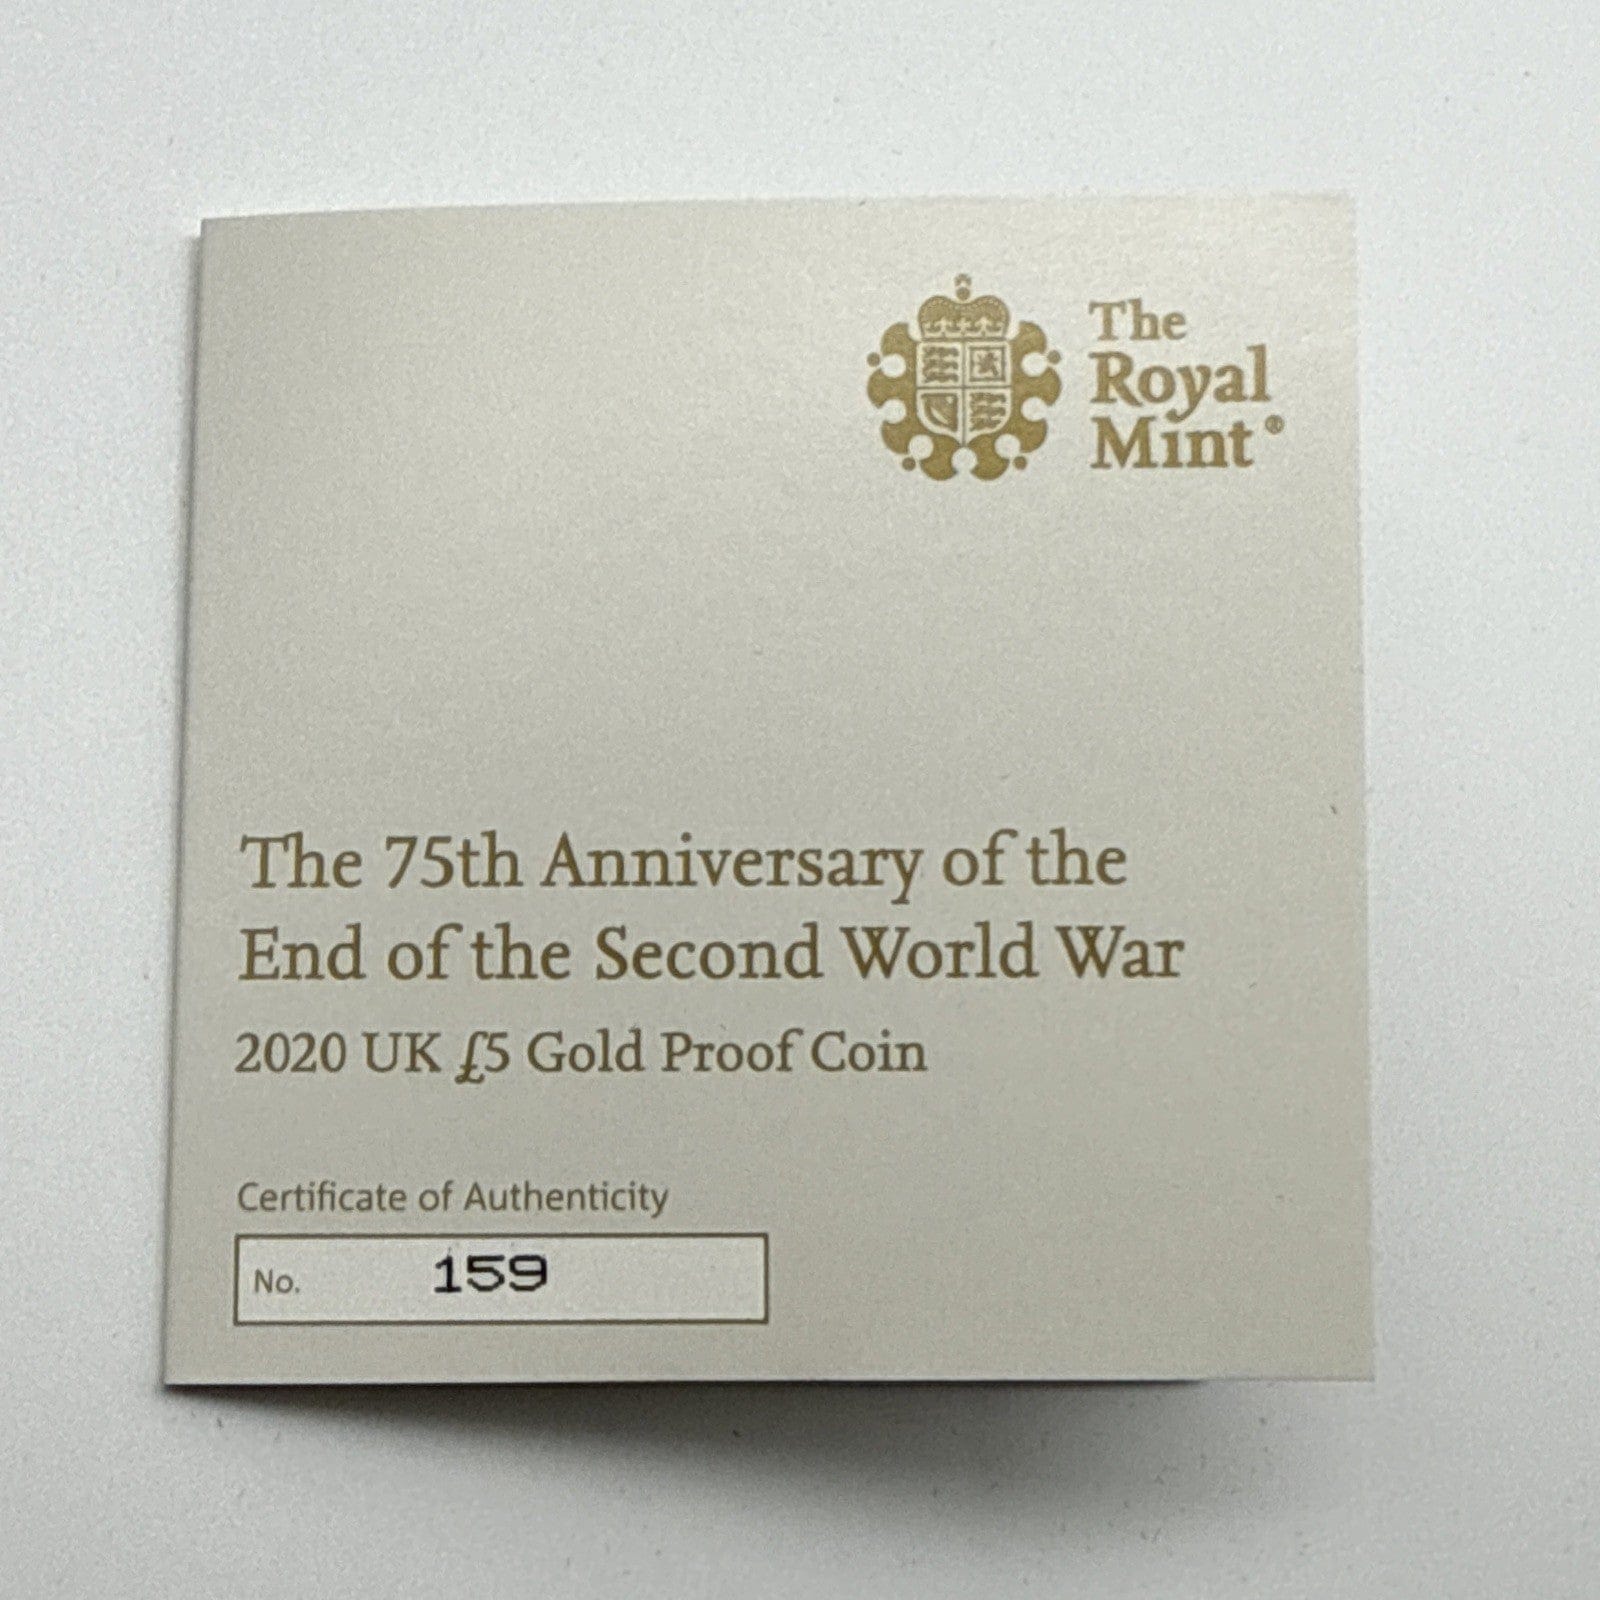 The
Royal
Mint®
The 75th Anniversary of the
End of the Second World War
2020 UK £5 Gold Proof Coin
Certificate of Authenticity
No. 159